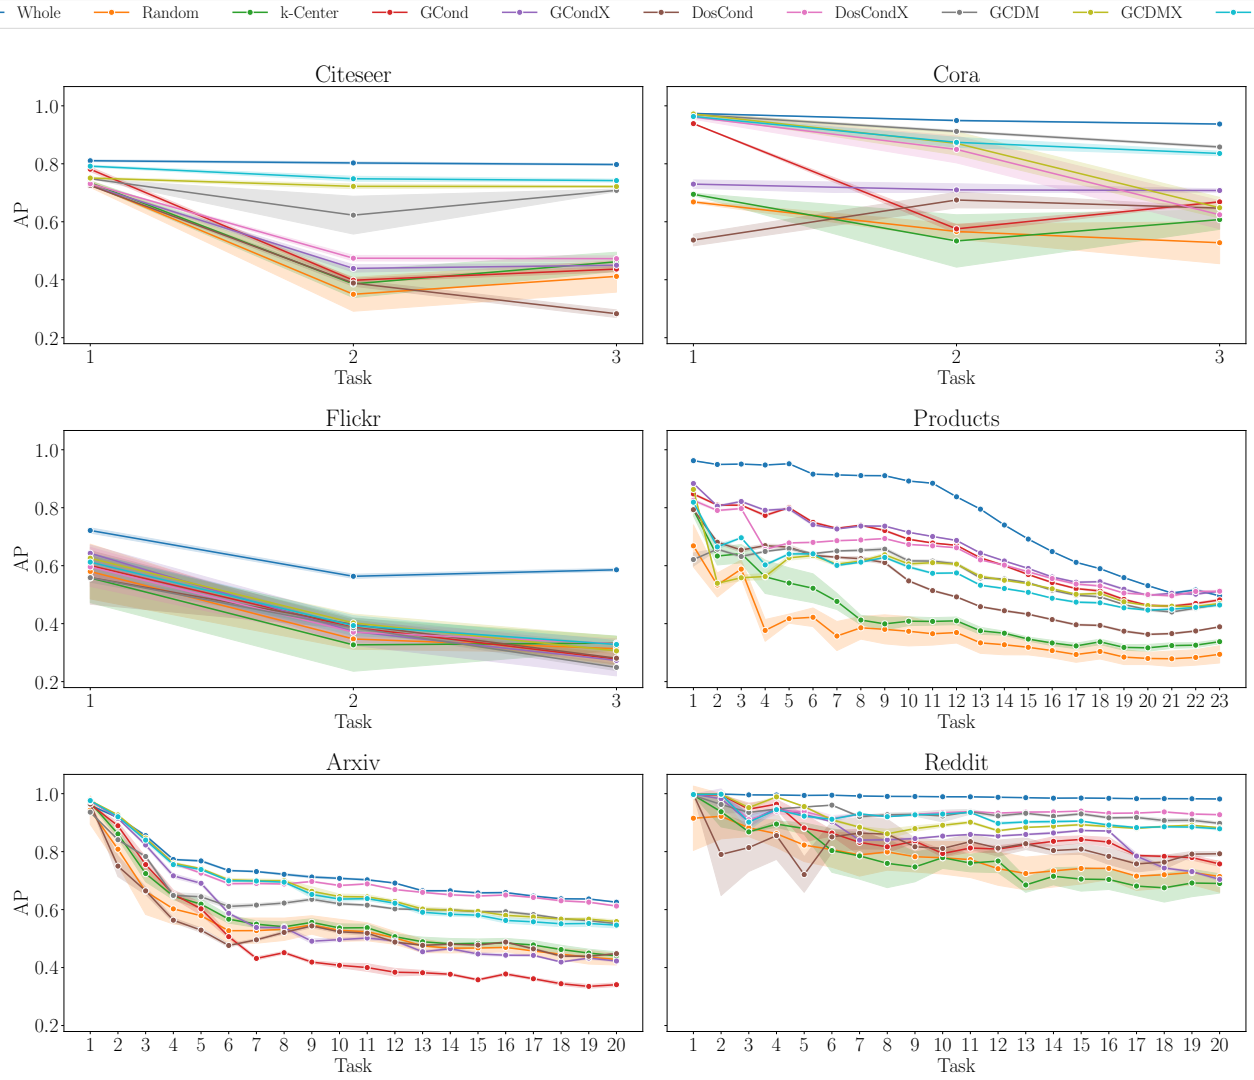 Whole Random k-Center GCond GCondX DosCond DosCondX GCDM GCDMX
Citeseer Cora
AP
1.0
0.8
0.6
0.4
0.2
1 2 3
Task
1 2 3
Task
Flickr Products
AP
1.0
0.8
0.6
0.4
0.2
1 2 3
Task
1 2 3 4 5 6 7 8 9 10 11 12 13 14 15 16 17 18 19 20 21 22 23
Task
Arxiv Reddit
AP
1.0
0.8
0.6
0.4
0.2
1 2 3 4 5 6 7 8 9 10 11 12 13 14 15 16 17 18 19 20
Task
1 2 3 4 5 6 7 8 9 10 11 12 13 14 15 16 17 18 19 20
Task